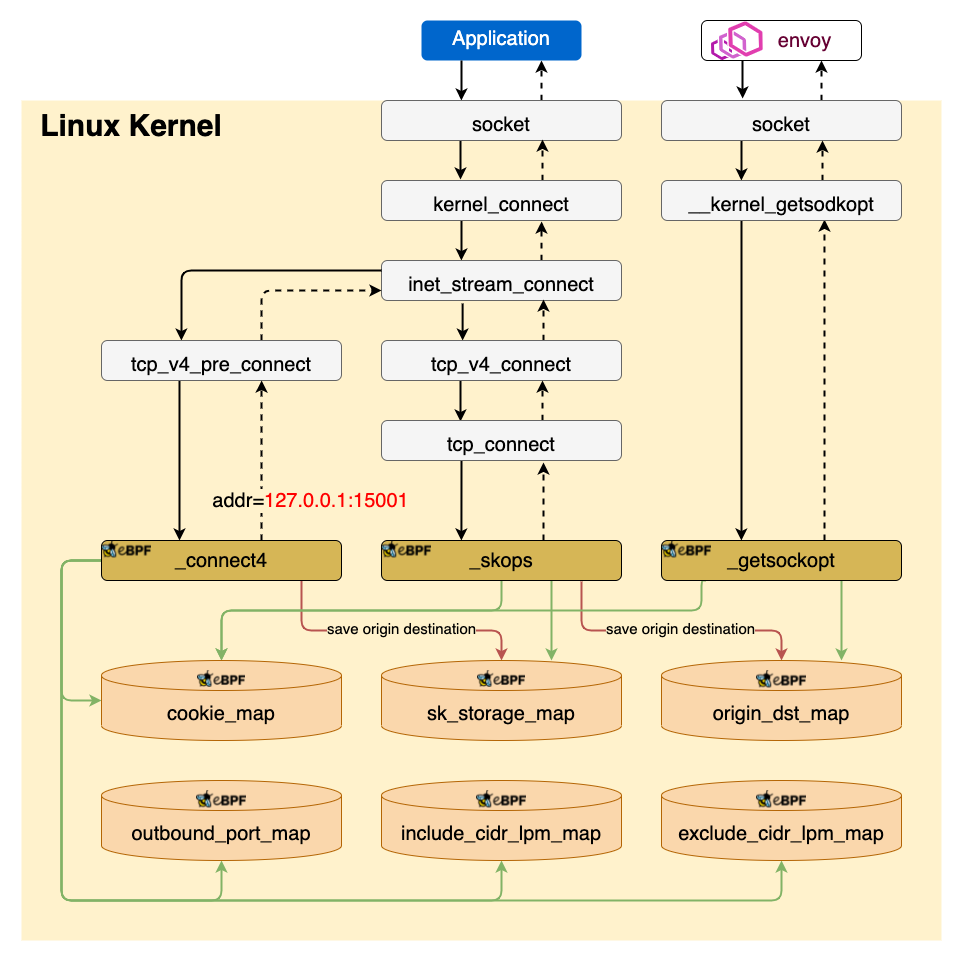 Application
envoy
Linux Kernel
socket
socket
kernel_connect
__kernel_getsodkopt
inet_stream_connect
tcp_v4_pre_connect
tcp_v4_connect
tcp_connect
addr=127.0.0.1:15001
eBPF
_connect4
eBPF
_skops
eBPF
_getsockopt
save origin destination
save origin destination
eBPF
cookie_map
eBPF
sk_storage_map
eBPF
origin_dst_map
eBPF
outbound_port_map
eBPF
include_cidr_lpm_map
eBPF
exclude_cidr_lpm_map